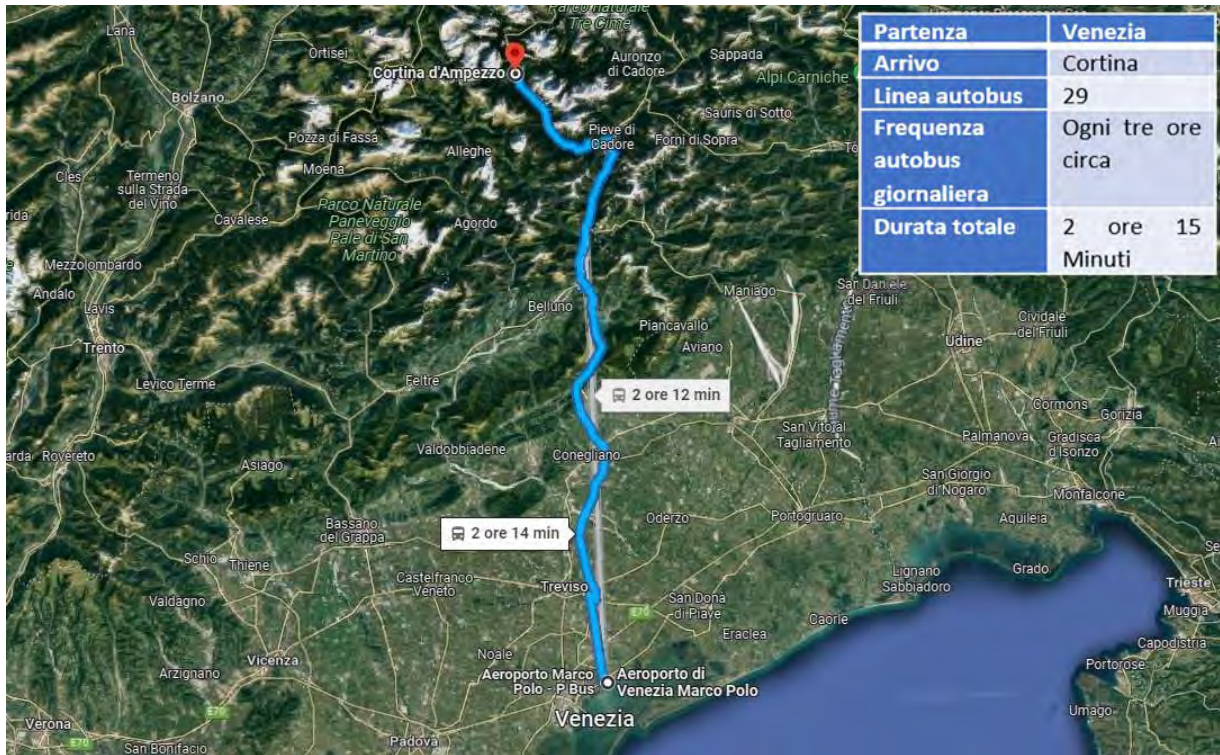 Parco naturale
Tre Cime
Lana
Ortisei
Cortina d'Ampezzo
Auronzo
di Cadore
Sappada
Alpi Carniche
Bolzano
Sauris di Sotto
Pozza di Fassa
Alleghe
Pieve di
Cadore
Forni di Sopra
Cles
Termeno
sulla Strada
del Vino
Moena
Parco Naturale
Paneveggio
Pale di San
Martino
Cavalese
Agordo
Mezzolombardo
Andalo
Lavis
Belluno
Maniago
San Daniele
del Friuli
Cividale
del Friuli
Trento
Piancavallo
Aviano
Udine
Levico Terme
Feltre
2 ore 12 min
Cormons
Gorizia
San Vito al
Tagliamento
Palmanova
Gradisca
d'Isonzo
Rovereto
Asiago
Valdobbiadene
Conegliano
San Giorgio
di Nogaro
Monfalcone
Bassano
del Grappa
2 ore 14 min
Oderzo
Portogruaro
Aquileia
Schio
Thiene
Castelfranco
Veneto
Treviso
San Donà
di Piave
E70
Lignano
Sabbiadoro
Grado
Trieste
Muggia
Valdagno
Eraclea
Caorle
Capodistria
Noale
Vicenza
Arzignano
Aeroporto Marco
Polo - P Bus
Aeroporto di
Venezia Marco Polo
Portorose
Venezia
Umago
Verona
E70
E70
San Bonifacio
Padova
Partenza Venezia
Arrivo Cortina
Linea autobus 29
Frequenza Ogni tre ore
autobus circa
giornaliera
Durata totale 2 ore 15
Minuti